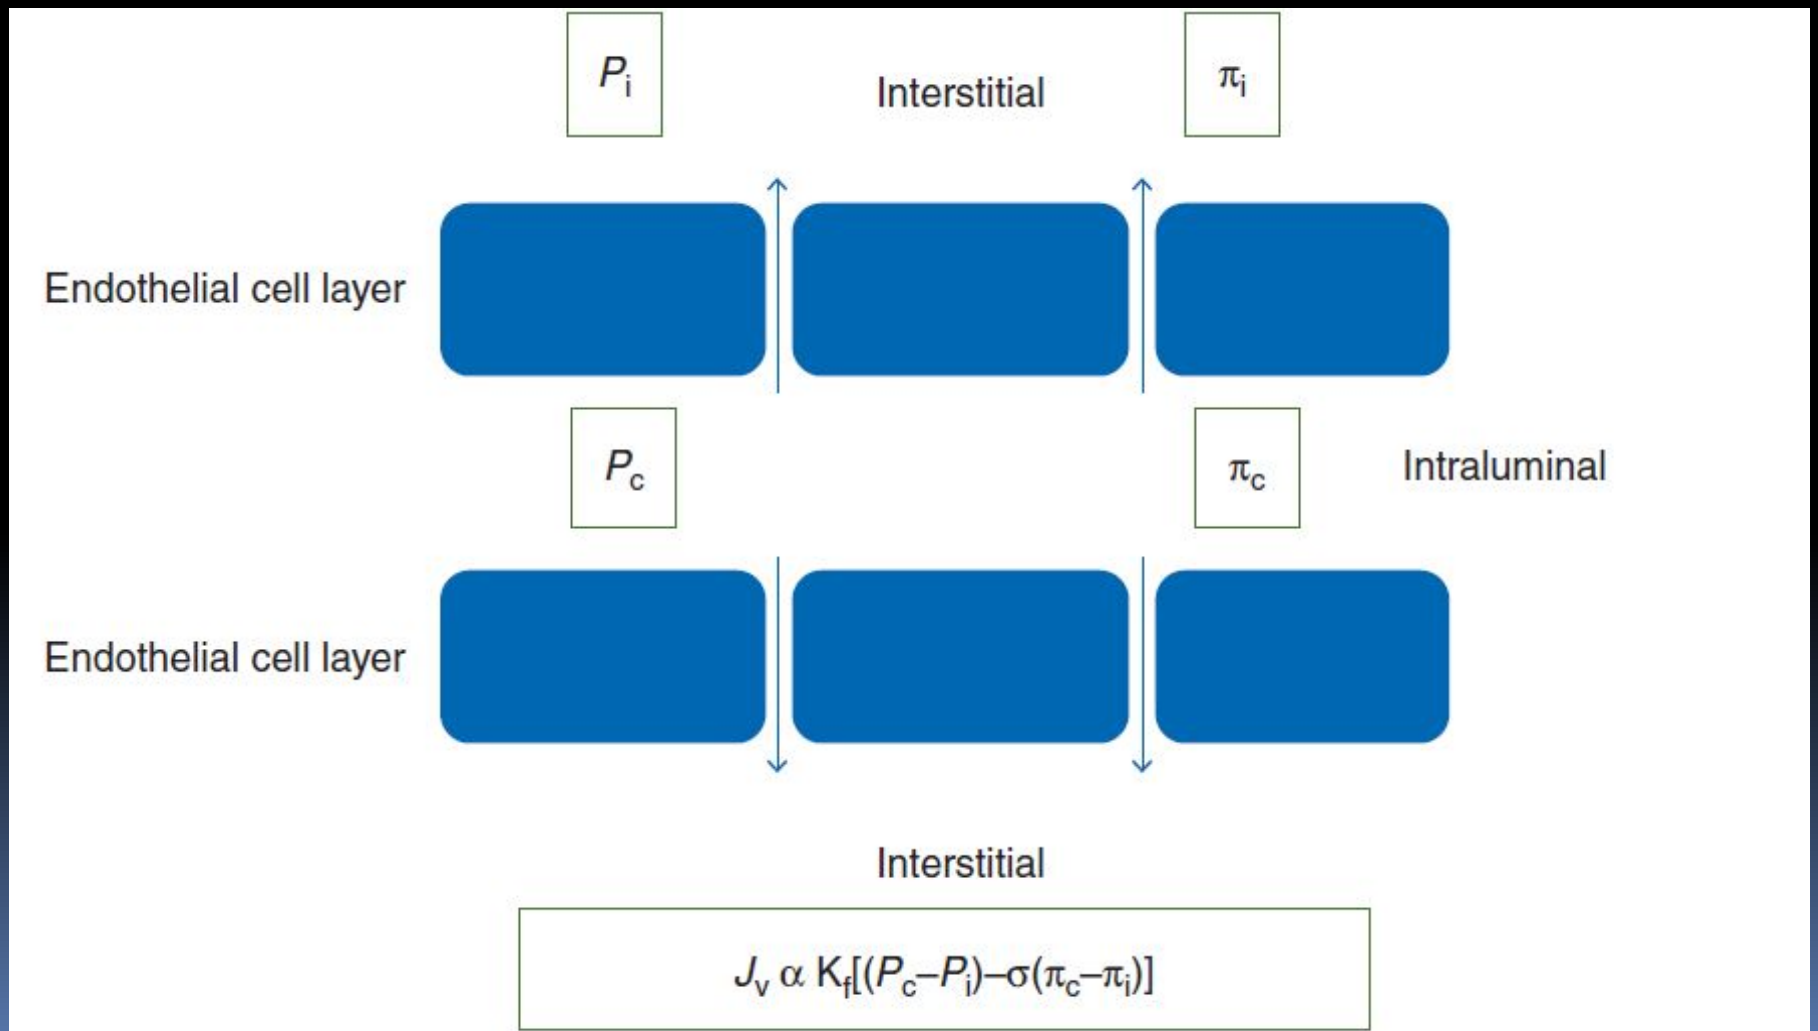 Pi
Interstitial
πi
Endothelial cell layer
Pc
πc
Intraluminal
Endothelial cell layer
Interstitial
Jv α Kf[(Pc–Pi)–σ(πc–πi)]